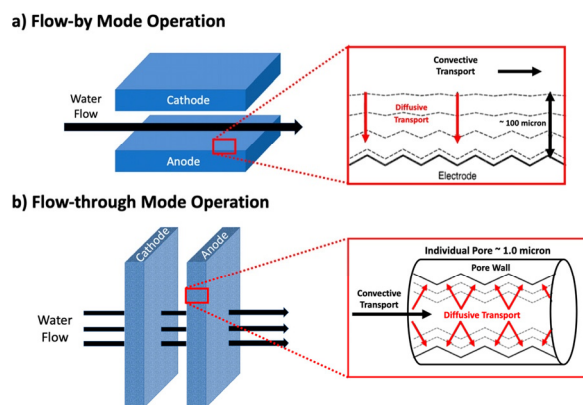 a) Flow-by Mode Operation
Water
Flow
Cathode
Anode
Convective
Transport
Diffusive
Transport
~ 100 micron
Electrode
b) Flow-through Mode Operation
Cathode
Anode
Water
Flow
Individual Pore ~ 1.0 micron
Pore Wall
Convective
Transport
Diffusive Transport